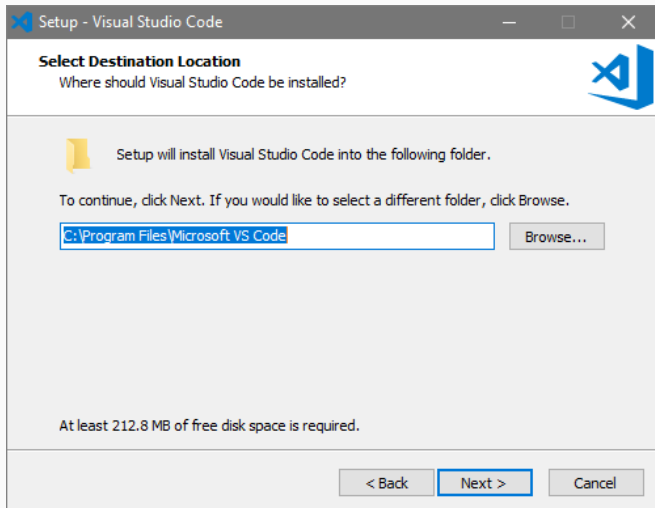 Setup - Visual Studio Code
Select Destination Location
Where should Visual Studio Code be installed?
Setup will install Visual Studio Code into the following folder.
To continue, click Next. If you would like to select a different folder, click Browse.
C:\Program Files\Microsoft VS Code
Browse...
At least 212.8 MB of free disk space is required.
< Back
Next >
Cancel